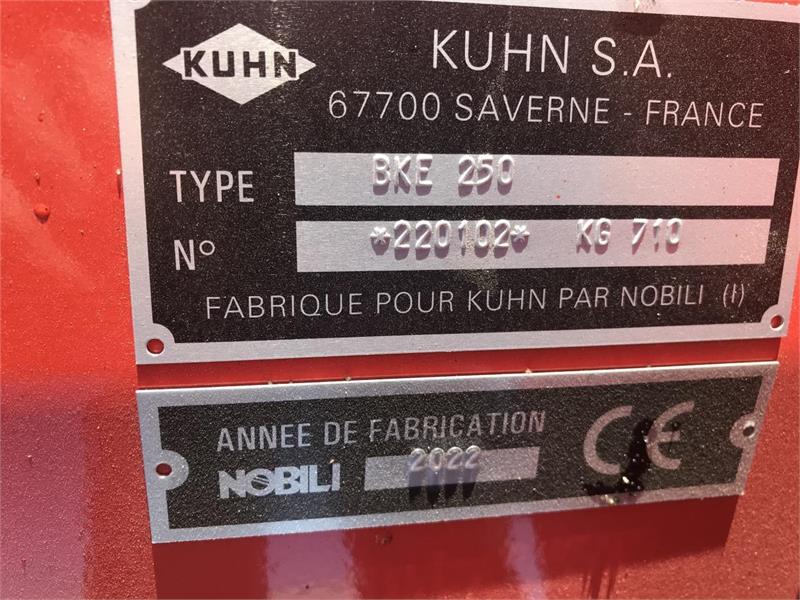 KUHN
KUHN S.A.
67700 SAVERNE - FRANCE
TYPE BKE 250
N° *220102* KG 710
FABRIQUE POUR KUHN PAR NOBILI (I)
ANNEE DE FABRICATION
NOBILI 2022
CE